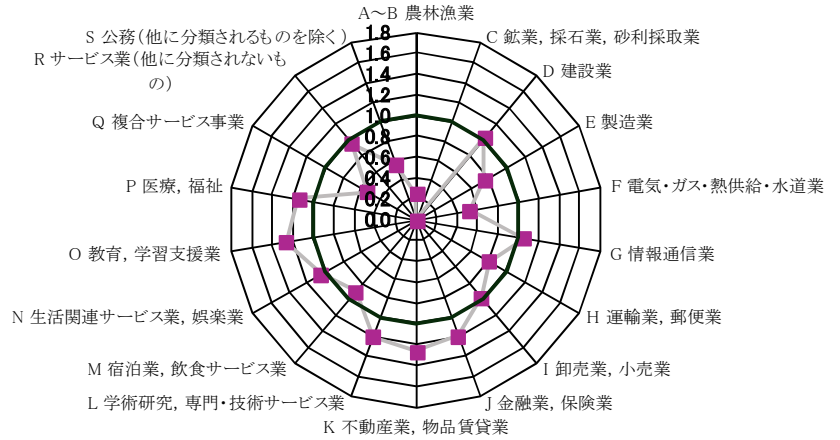 A～B 農林漁業
C 鉱業, 採石業, 砂利採取業
D 建設業
E 製造業
F 電気・ガス・熱供給・水道業
G 情報通信業
H 運輸業, 郵便業
I 卸売業, 小売業
J 金融業, 保険業
K 不動産業, 物品賃貸業
L 学術研究, 専門・技術サービス業
M 宿泊業, 飲食サービス業
N 生活関連サービス業, 娯楽業
O 教育, 学習支援業
P 医療, 福祉
Q 複合サービス事業
R サービス業(他に分類されないも
の)
S 公務(他に分類されるものを除く)
1.8
1.6
1.4
1.2
1.0
0.8
0.6
0.4
0.2
0.0